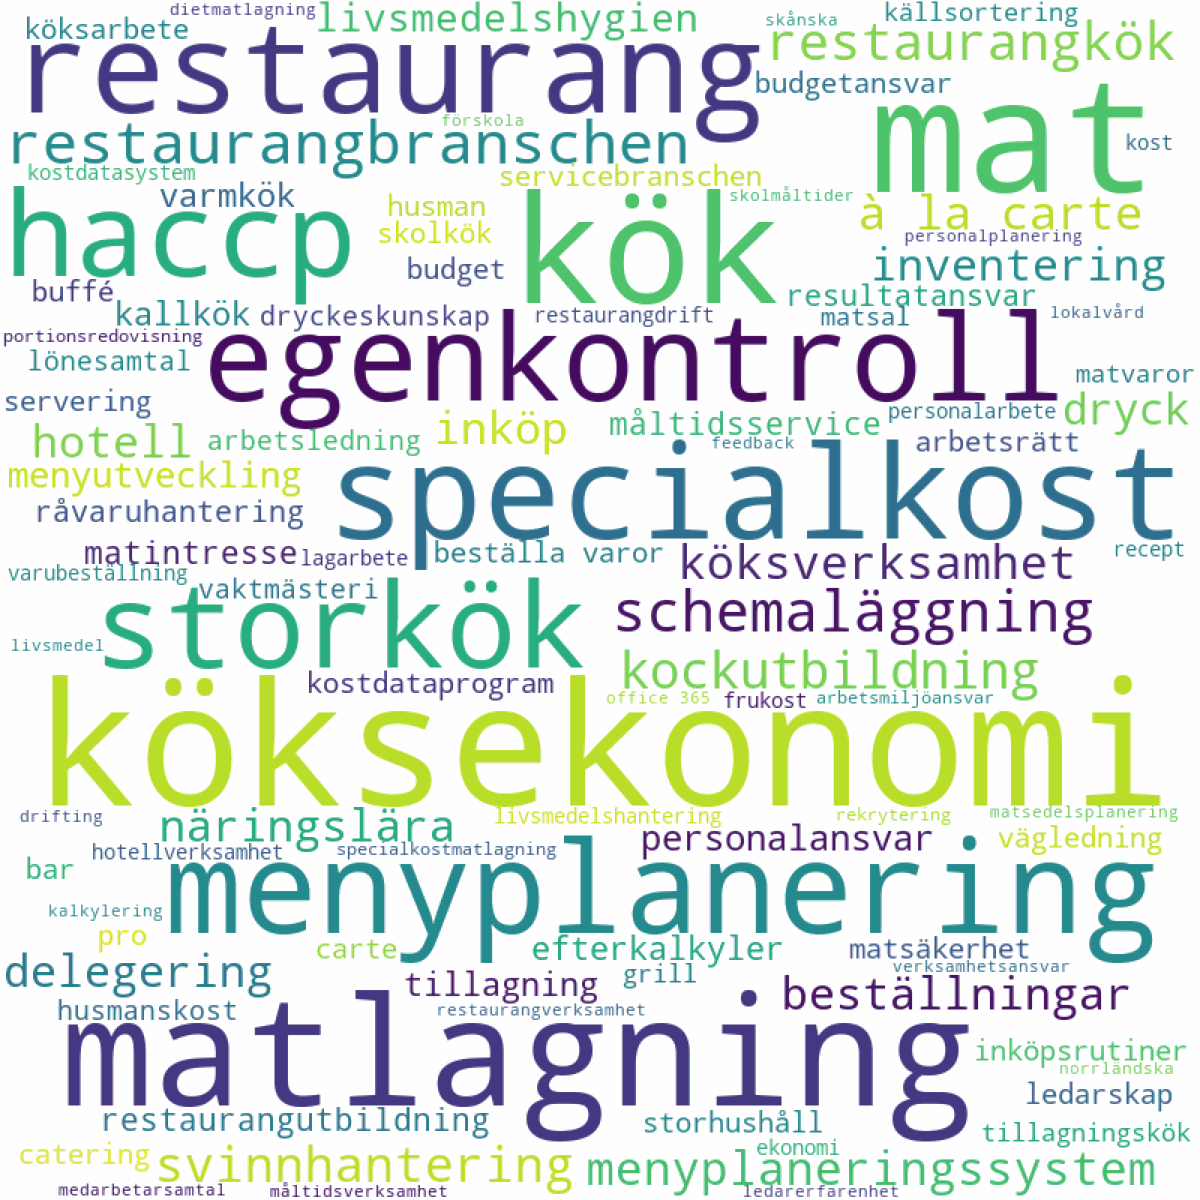 dietmatlagning
livsmedelshygien
skånska
källsortering
köksarbete
restaurang
restaurangkök
budgetansvar
mat
restaurangbranschen
förskola
kost
kostdatasystem
servicebranschen
varmkök
haccp
husman
kök
skolmåltider
à la carte
skolkök
personalplanering
budget
inventering
buffé
resultatansvar
kallkök
dryckeskunskap
restaurangdrift
matsal
lokalvård
portionsredovisning
egenkontroll
lönesamtal
matvaror
servering
inköp
måltidsservice
personalarbete
dryck
hotell
arbetsledning
feedback
arbetsrätt
menyutveckling
specialkost
råvaruhantering
matintresse
lagarbete
beställa varor
köksverksamhet
recept
varubeställning
vaktmästeri
storkök
schemaläggning
livsmedel
kockutbildning
kostdataprogram
office 365
frukost
arbetsmiljöansvar
köksekonomi
drifting
näringslära
livsmedelshantering
rekrytering
matsedelsplanering
personalansvar
vägledning
hotellverksamhet
specialkostmatlagning
bar
menyplanering
kalkylering
pro
carte
efterkalkyler
matsäkerhet
delegering
tillagning
grill
verksamhetsansvar
beställningar
husmanskost
matlagning
restaurangverksamhet
inköpsrutiner
norrländska
ledarskap
restaurangutbildning
storhushåll
tillagningskök
catering
svinnhantering
ekonomi
menyplaneringssystem
medarbetarsamtal
måltidsverksamhet
ledarerfarenhet